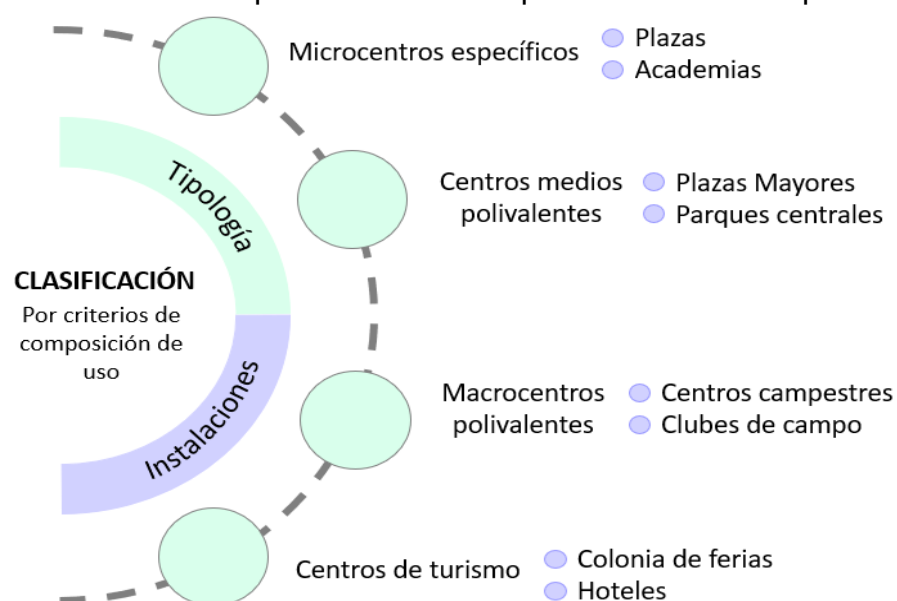 Microcentros específicos
Plazas
Academias
Tipología
Centros medios
polivalentes
Plazas Mayores
Parques centrales
CLASIFICACIÓN
Por criterios de
composición de
uso
Instalaciones
Macrocentros
polivalentes
Centros campestres
Clubes de campo
Centros de turismo
Colonia de ferias
Hoteles